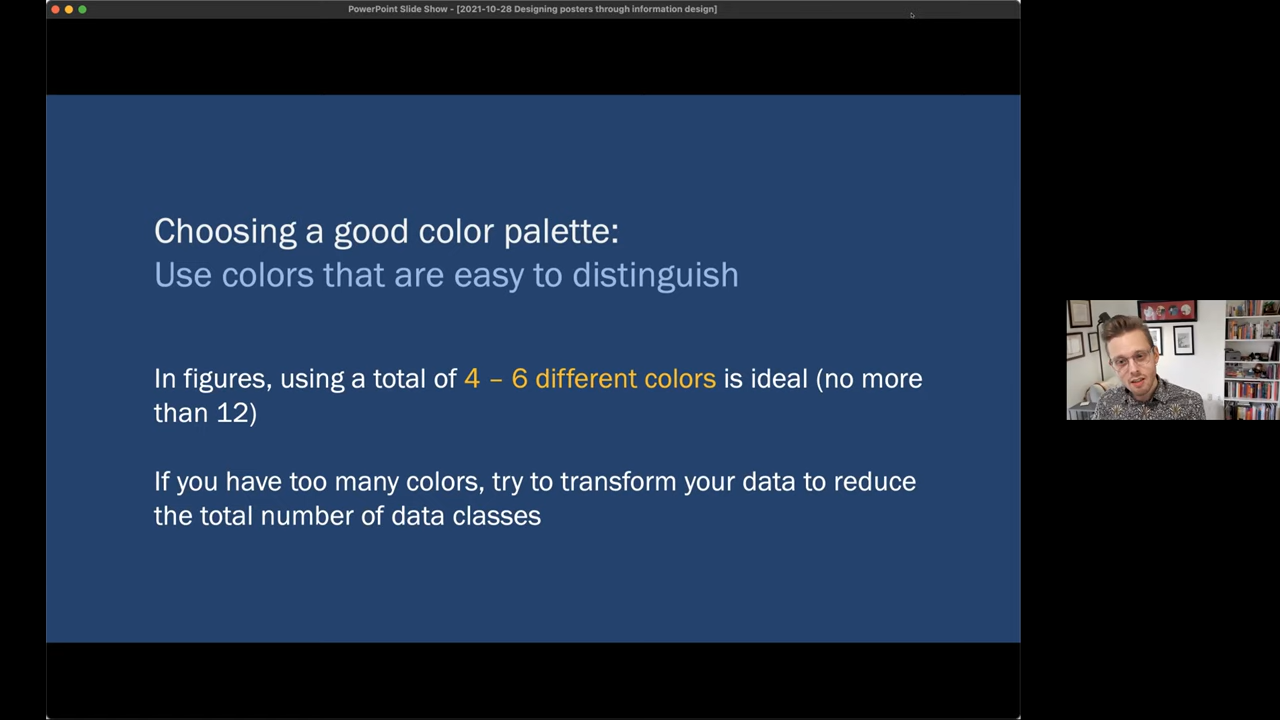 PowerPoint Slide Show - [2021-10-28 Designing posters through information design]
Choosing a good color palette:
Use colors that are easy to distinguish
In figures, using a total of 4 – 6 different colors is ideal (no more
than 12)
If you have too many colors, try to transform your data to reduce
the total number of data classes